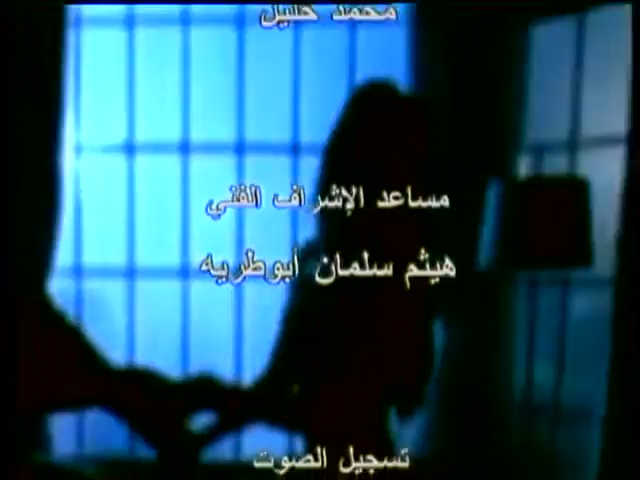 محمد خليل
مساعد الإشراف الفني
هيثم سلمان أبوطريه
تسجيل الصوت